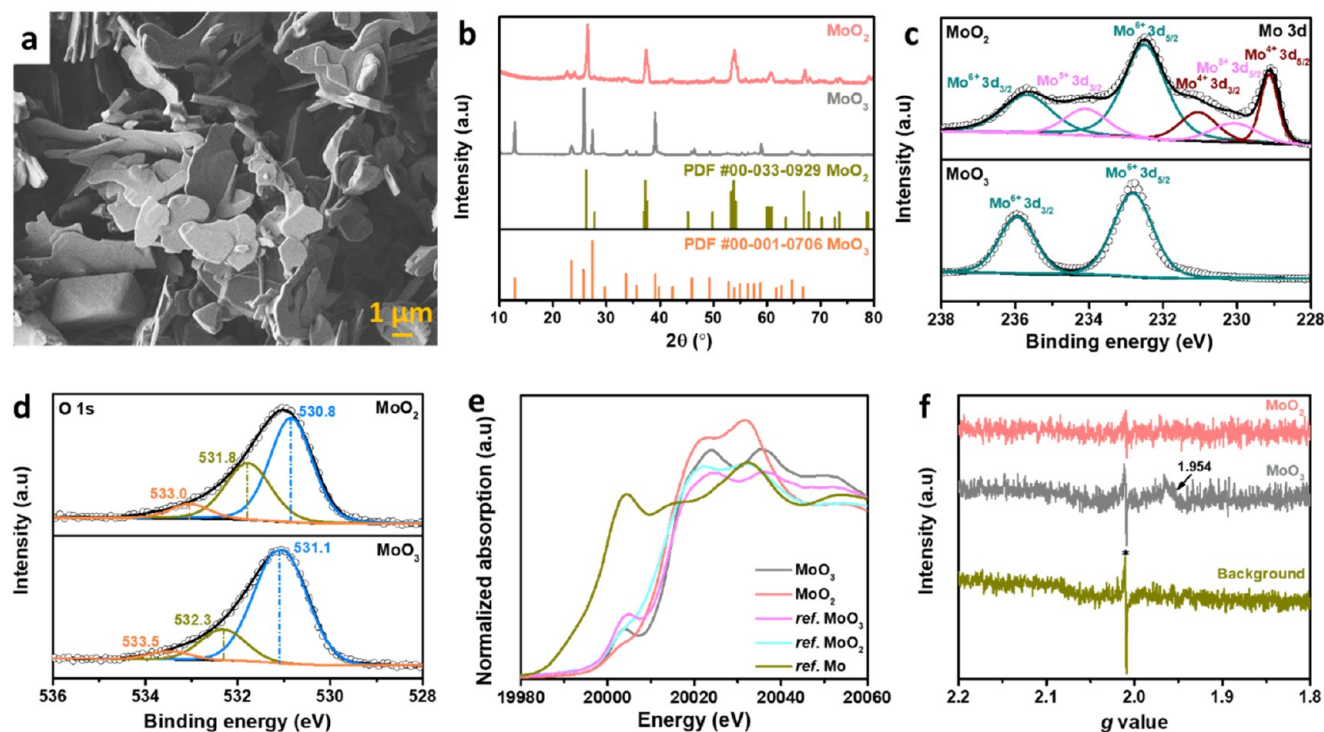 a
1 μm
b
MoO₂
MoO₃
PDF #00-033-0929 MoO₂
PDF #00-001-0706 MoO₃
Intensity (a.u)
10 20 30 40 50 60 70 80
2θ (°)
c
MoO₂
Mo 3d
Mo⁶⁺ 3d₃/₂
Mo⁵⁺ 3d₃/₂
Mo⁶⁺ 3d₅/₂
Mo⁴⁺ 3d₃/₂
Mo⁵⁺ 3d₅/₂
Mo⁴⁺ 3d₅/₂
MoO₃
Mo⁶⁺ 3d₃/₂
Mo⁶⁺ 3d₅/₂
Intensity (a.u)
238 236 234 232 230 228
Binding energy (eV)
d
O 1s
MoO₂
530.8
531.8
533.0
MoO₃
531.1
532.3
533.5
Intensity (a.u)
536 534 532 530 528
Binding energy (eV)
e
MoO₃
MoO₂
ref. MoO₃
ref. MoO₂
ref. Mo
Normalized absorption (a.u)
19980 20000 20020 20040 20060
Energy (eV)
f
MoO₂
MoO₃
1.954
*
Background
Intensity (a.u)
2.2 2.1 2.0 1.9 1.8
g value